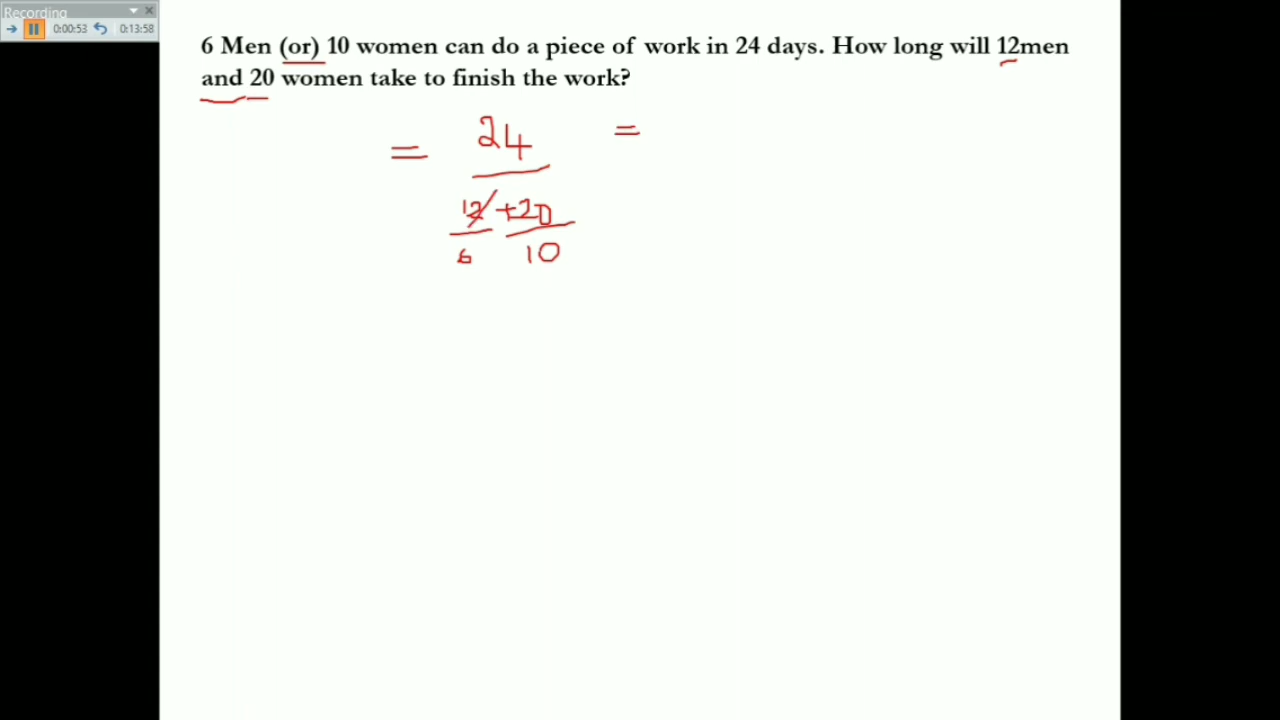 Recording
0:00:53 0:13:58
6 Men (or) 10 women can do a piece of work in 24 days. How long will 12men
and 20 women take to finish the work?
= 24 =
12 +20
6 10